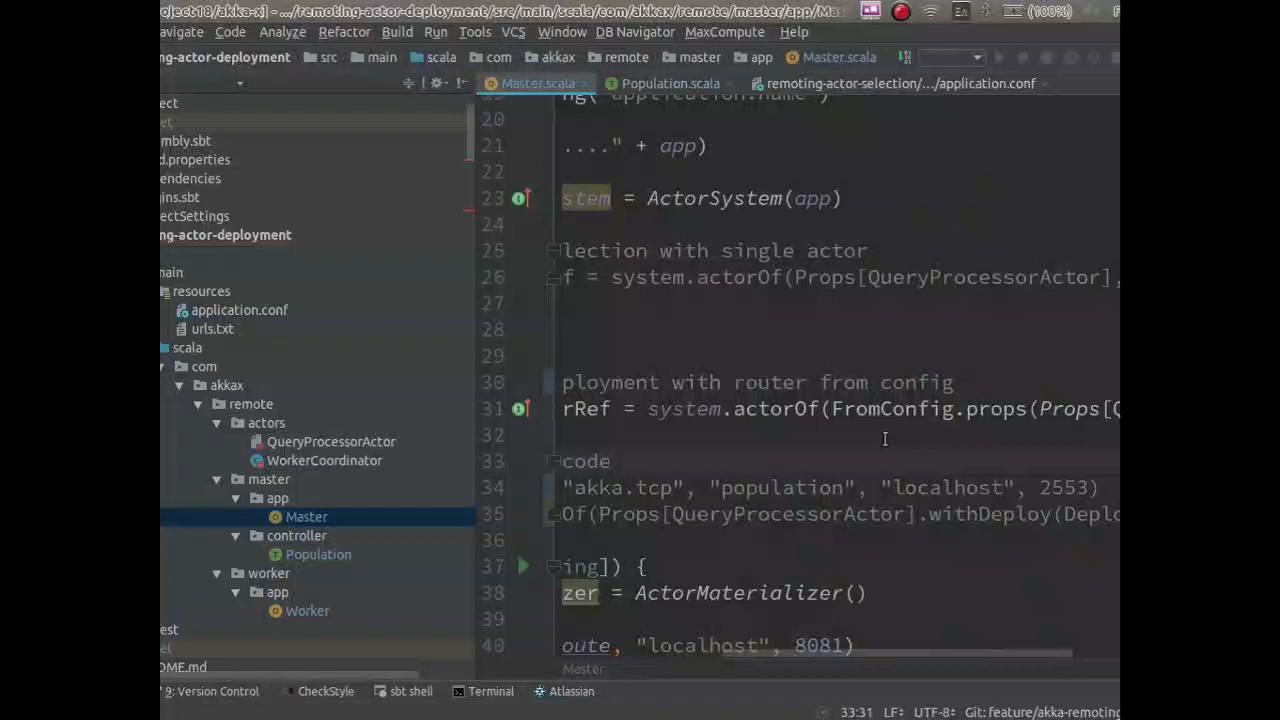 oject18/akka-x] - .../remoting-actor-deployment/src/main/scala/com/akkax/remote/master/app/Mas
En (100%)
avigate Code Analyze Refactor Build Run Tools VCS Window DB Navigator MaxCompute Help
ng-actor-deployment src main scala com akkax remote master app Master.scala
Master.scala Population.scala remoting-actor-selection/.../application.conf
ect
et
mbly.sbt
d.properties
endencies
ins.sbt
ectSettings
ng-actor-deployment
main
resources
application.conf
urls.txt
scala
com
akkax
remote
actors
QueryProcessorActor
WorkerCoordinator
master
app
Master
controller
Population
worker
app
Worker
est
et
OME.md
19 ng( "application.name")
20
21 ...." + app)
22
23 stem = ActorSystem(app)
24
25 lection with single actor
26 f = system.actorOf(Props[QueryProcessorActor],
27
28
29
30 ployment with router from config
31 rRef = system.actorOf(FromConfig.props(Props[Q
32
33 code
34 "akka.tcp", "population", "localhost", 2553)
35 Of(Props[QueryProcessorActor].withDeploy(Deplo
36
37 ing]) {
38 zer = ActorMaterializer()
39
40 oute, "localhost", 8081)
Master
9: Version Control CheckStyle sbt shell Terminal Atlassian
33:31 LF UTF-8 Git: feature/akka-remoting